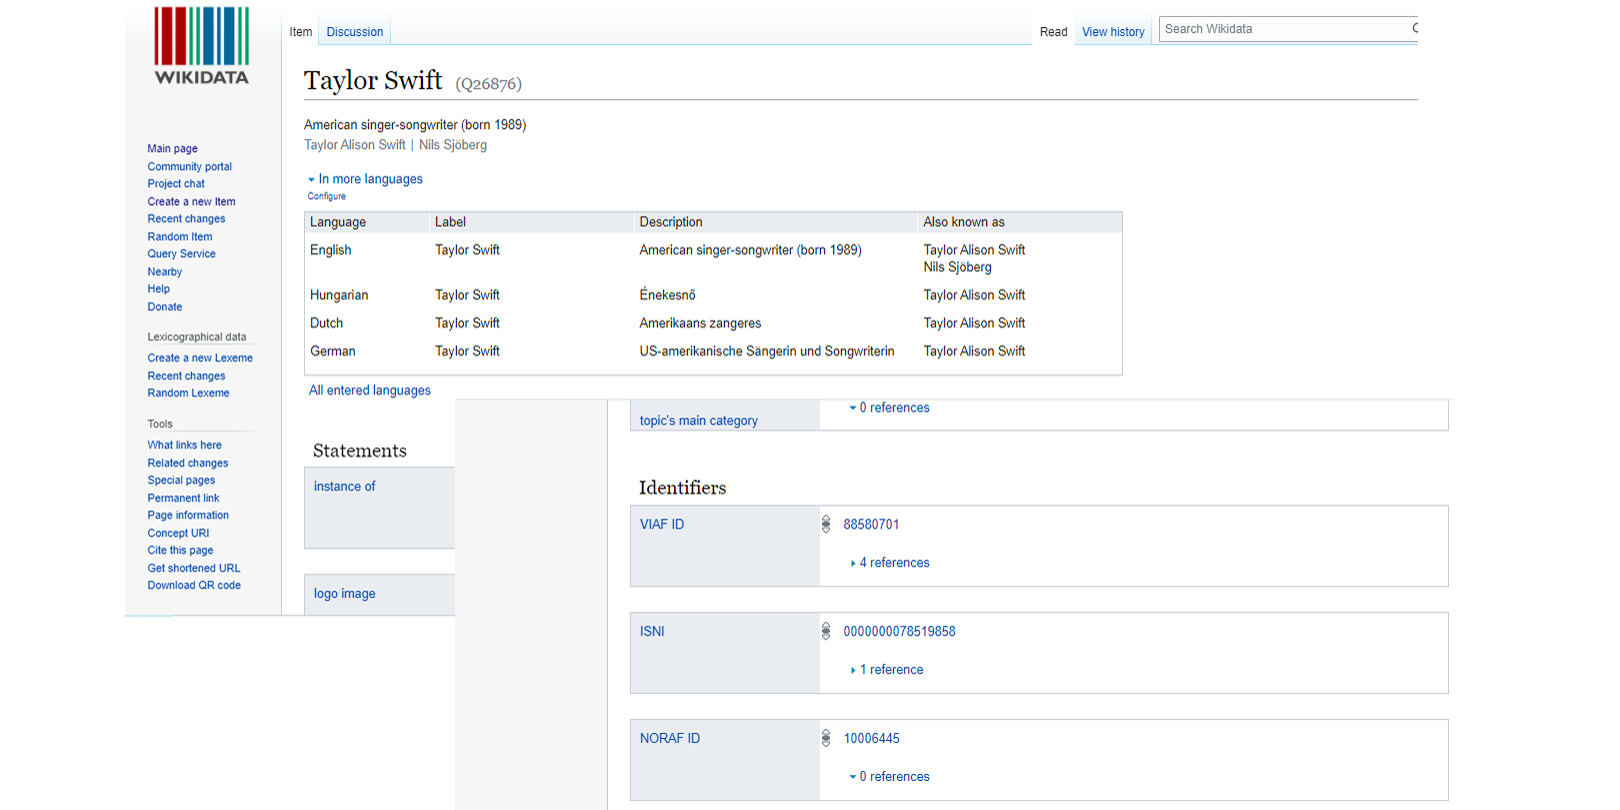 WIKIDATA
Item Discussion Read View history Search Wikidata
Taylor Swift (Q26876)
American singer-songwriter (born 1989)
Taylor Alison Swift | Nils Sjöberg
In more languages
Configure
Language Label Description Also known as
English Taylor Swift American singer-songwriter (born 1989) Taylor Alison Swift
Nils Sjöberg
Hungarian Taylor Swift Énekesnő Taylor Alison Swift
Dutch Taylor Swift Amerikaans zangeres Taylor Alison Swift
German Taylor Swift US-amerikanische Sängerin und Songwriterin Taylor Alison Swift
All entered languages
Main page
Community portal
Project chat
Create a new Item
Recent changes
Random Item
Query Service
Nearby
Help
Donate
Lexicographical data
Create a new Lexeme
Recent changes
Random Lexeme
Tools
What links here
Related changes
Special pages
Permanent link
Page information
Concept URI
Cite this page
Get shortened URL
Download QR code
Statements
instance of
logo image
0 references
topic's main category
Identifiers
VIAF ID 88580701
4 references
ISNI 0000000078519858
1 reference
NORAF ID 10006445
0 references